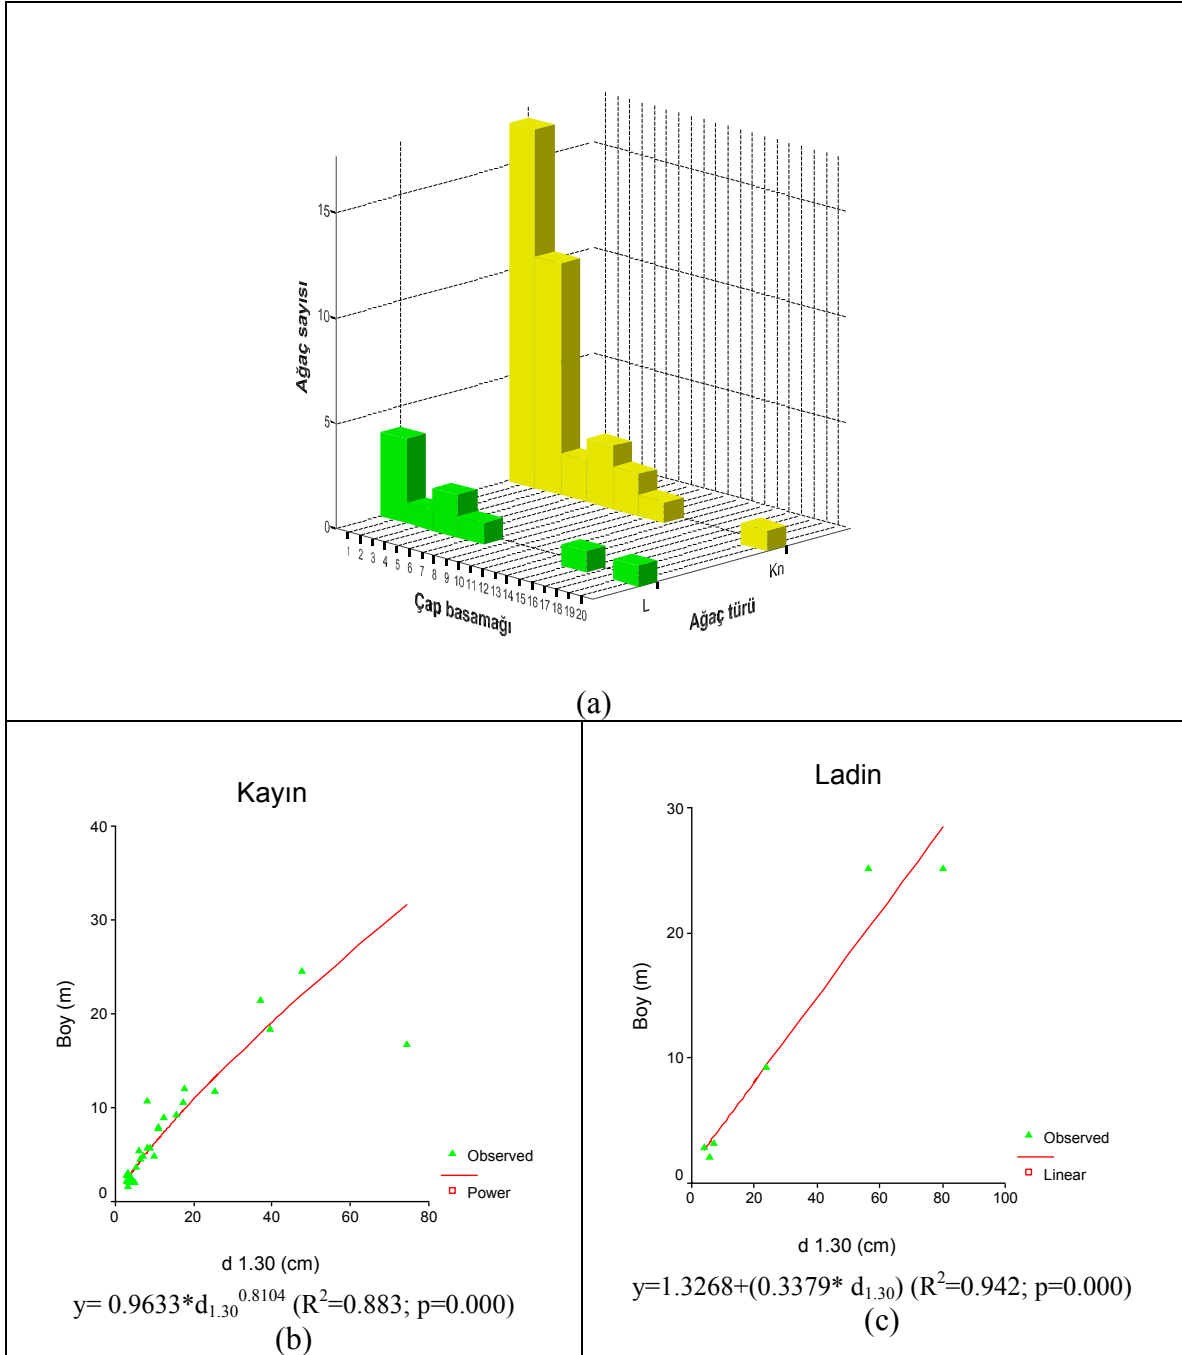 Ağaç sayısı
15
10
5
0
1 2 3 4 5 6 7 8 9 10 11 12 13 14 15 16 17 18 19 20
Çap basamağı
L
Kn
Ağaç türü
(a)
Kayın
Boy (m)
40
30
20
10
0
0 20 40 60 80
Observed
Power
d 1.30 (cm)
y= 0.9633*d₁.₃₀^0.8104 (R²=0.883; p=0.000)
(b)
Ladin
Boy (m)
30
20
10
0
0 20 40 60 80 100
Observed
Linear
d 1.30 (cm)
y=1.3268+(0.3379* d₁.₃₀) (R²=0.942; p=0.000)
(c)